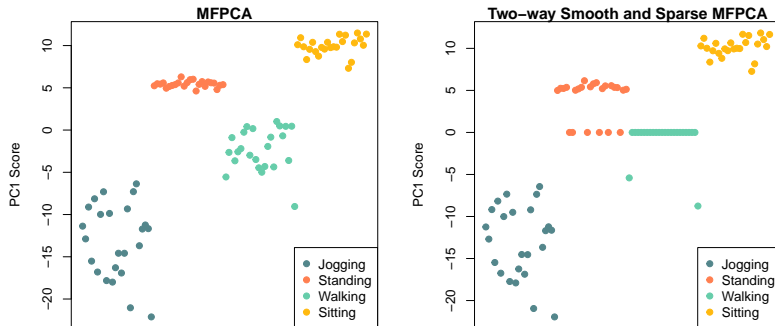 MFPCA
PC1 Score
10
5
0
−5
−10
−15
−20
Jogging
Standing
Walking
Sitting
Two−way Smooth and Sparse MFPCA
PC1 Score
10
5
0
−5
−10
−15
−20
Jogging
Standing
Walking
Sitting